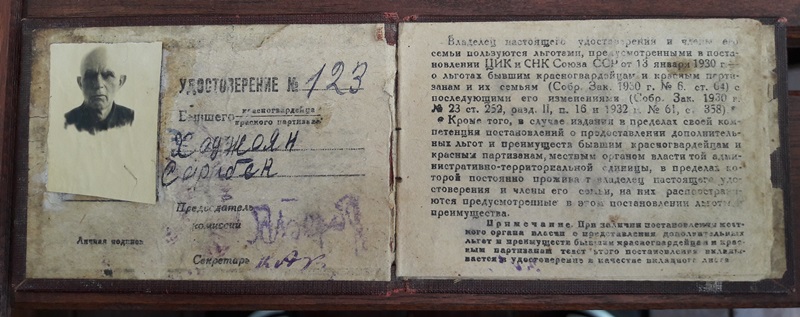 УДОСТОВЕРЕНИЕ № 123
Бывшего красногвардейца
красного партизана
Ходжоян
Сарибек
Председатель
комиссии
Личная подпись
Секретарь
Владелец настоящего удостоверения и члены его
семьи пользуются льготами, предусмотренными в поста-
новлении ЦИК и СНК Союза ССР от 13 января 1930 г.—
о льготах бывшим красногвардейцам и красным парти-
занам и их семьям (Собр. Зак. 1930 г. № 6. ст. 64) с
последующими его изменениями (Собр. Зак. 1930 г.
№ 23 ст. 252, разд. II, п. 16 и 1932 г. № 61, ст. 358).
Кроме того, в случае издания в пределах своей ком-
петенция постановлений о предоставлении дополнитель-
ных льгот и преимуществ бывшим красногвардейцам и
красным партизанам, местным органом власти той адми-
нистративно-территориальной единицы, в пределах ко-
торой постоянно проживает владелец настоящего удо-
стоверения и члены его семьи, на них распростра-
няются предусмотренные в этом постановлении льготы и
преимущества.
Примечание. При наличии постановления мест-
ного органа власти о предоставлении дополнительных
льгот и преимуществ бывшим красногвардейцам и крас-
ным партизанам текст этого постановления вклады-
вается в удостоверение в качестве вкладного листа.